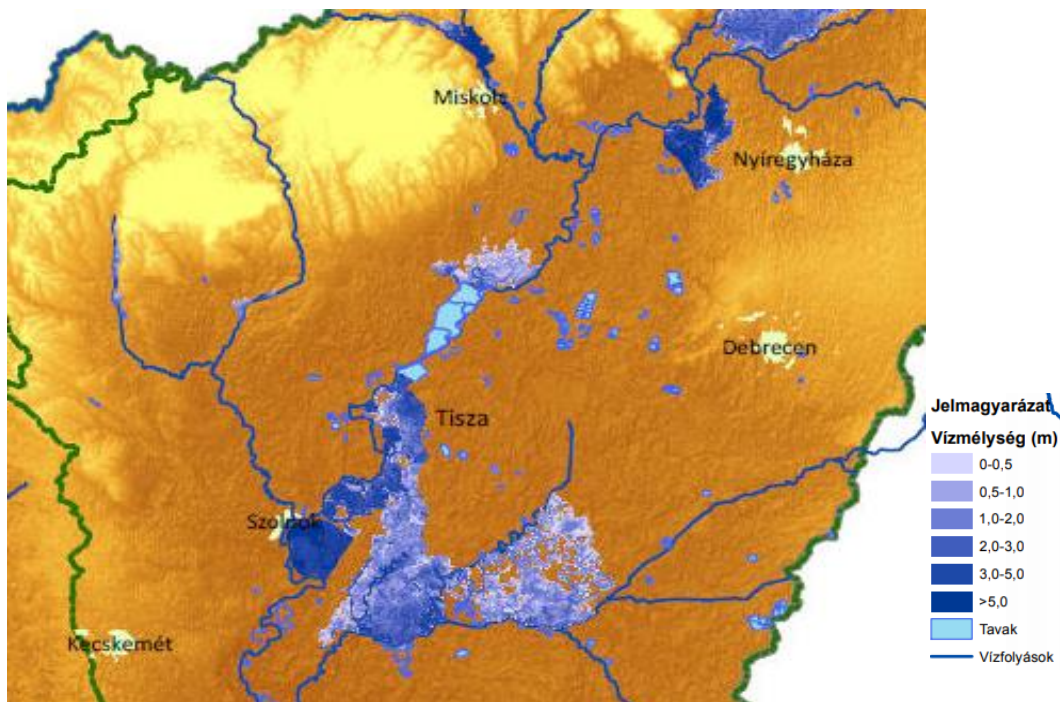 Miskolc
Nyíregyháza
Debrecen
Tisza
Szolnok
Kecskemét
Jelmagyarázat
Vízmélység (m)
0-0,5
0,5-1,0
1,0-2,0
2,0-3,0
3,0-5,0
>5,0
Tavak
Vízfolyások